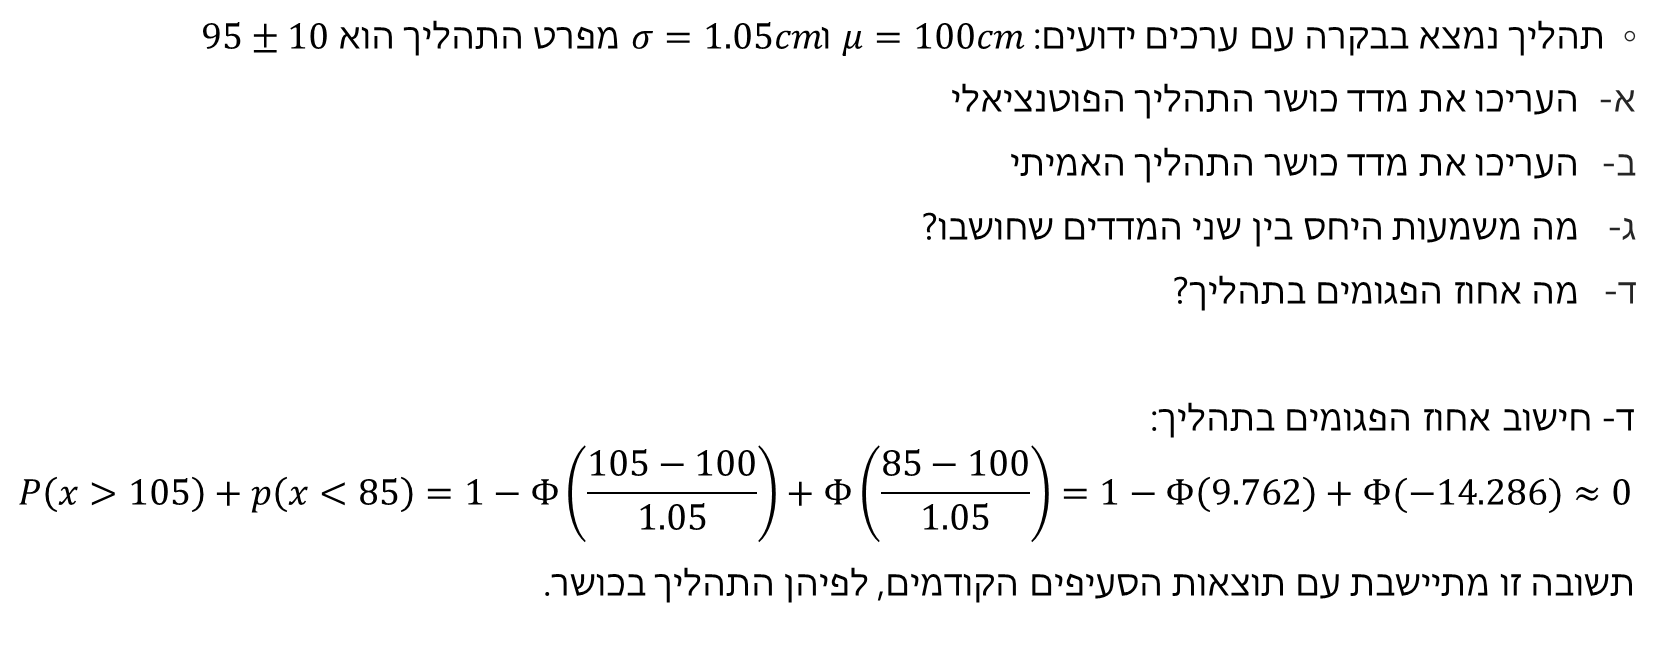 ○ תהליך נמצא בבקרה עם ערכים ידועים: μ = 100cm ו σ = 1.05cm מפרט התהליך הוא 95 ± 10
א- העריכו את מדד כושר התהליך הפוטנציאלי
ב- העריכו את מדד כושר התהליך האמיתי
ג- מה משמעות היחס בין שני המדדים שחושבו?
ד- מה אחוז הפגומים בתהליך?
ד- חישוב אחוז הפגומים בתהליך:
P(x > 105) + p(x < 85) = 1 − Φ((105 − 100)/1.05) + Φ((85 − 100)/1.05) = 1 − Φ(9.762) + Φ(−14.286) ≈ 0
תשובה זו מתיישבת עם תוצאות הסעיפים הקודמים, לפיהן התהליך בכושר.